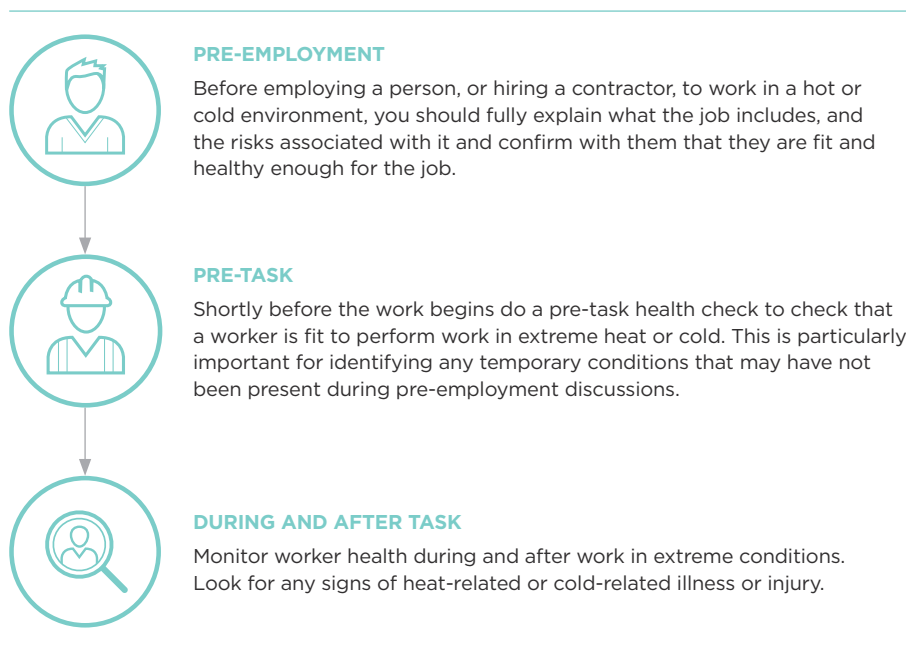 PRE-EMPLOYMENT
Before employing a person, or hiring a contractor, to work in a hot or
cold environment, you should fully explain what the job includes, and
the risks associated with it and confirm with them that they are fit and
healthy enough for the job.
PRE-TASK
Shortly before the work begins do a pre-task health check to check that
a worker is fit to perform work in extreme heat or cold. This is particularly
important for identifying any temporary conditions that may have not
been present during pre-employment discussions.
DURING AND AFTER TASK
Monitor worker health during and after work in extreme conditions.
Look for any signs of heat-related or cold-related illness or injury.